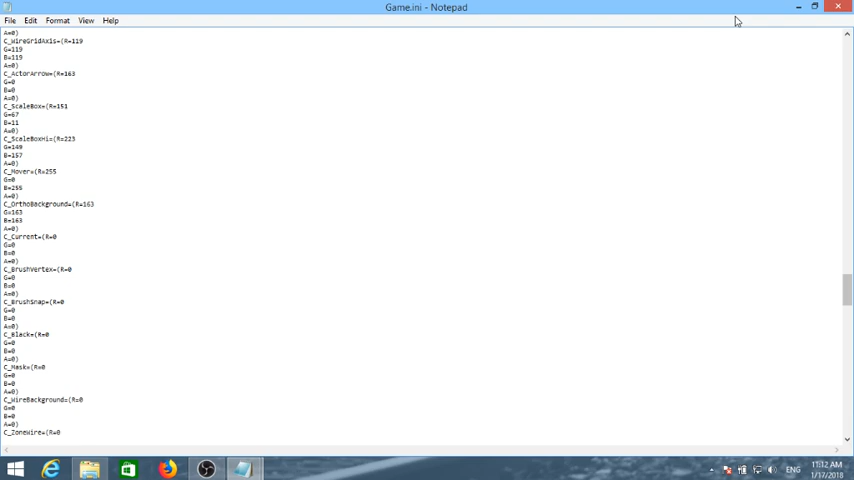 Game.ini - Notepad
File Edit Format View Help
A=0)
C_WireGridAxis=(R=119
G=119
B=119
A=0)
C_ActorArrow=(R=163
G=0
B=0
A=0)
C_ScaleBox=(R=151
G=67
B=11
A=0)
C_ScaleBoxHi=(R=223
G=149
B=157
A=0)
C_Mover=(R=255
G=0
B=255
A=0)
C_OrthoBackground=(R=163
G=163
B=163
A=0)
C_Current=(R=0
G=0
B=0
A=0)
C_BrushVertex=(R=0
G=0
B=0
A=0)
C_BrushSnap=(R=0
G=0
B=0
A=0)
C_Black=(R=0
G=0
B=0
A=0)
C_Mask=(R=0
G=0
B=0
A=0)
C_WireBackground=(R=0
G=0
B=0
A=0)
C_ZoneWire=(R=0
ENG
11:12 AM
1/17/2018